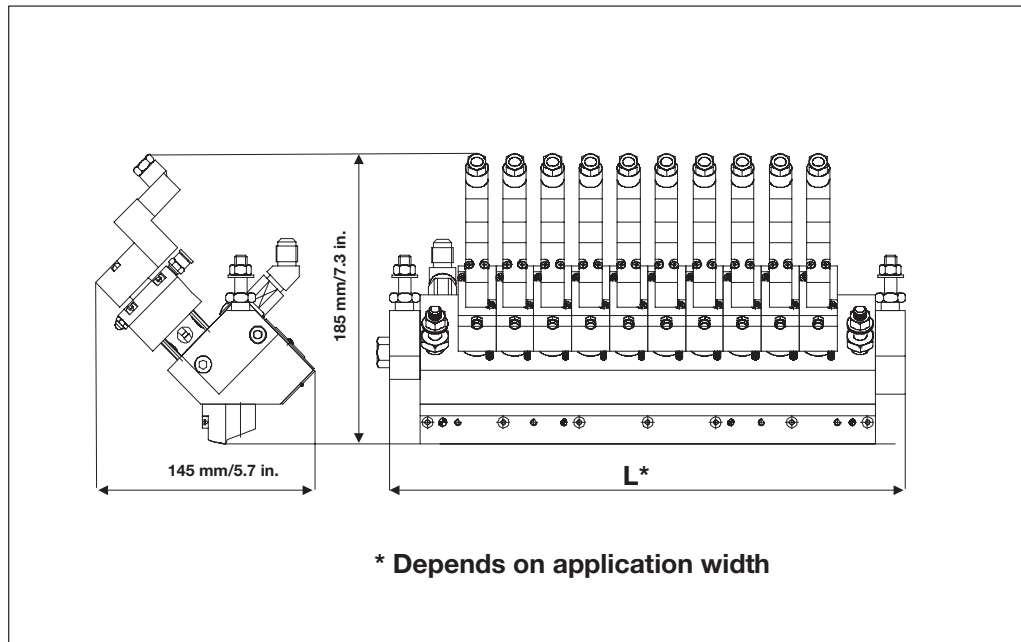 185 mm/7.3 in.
145 mm/5.7 in.
L*
* Depends on application width